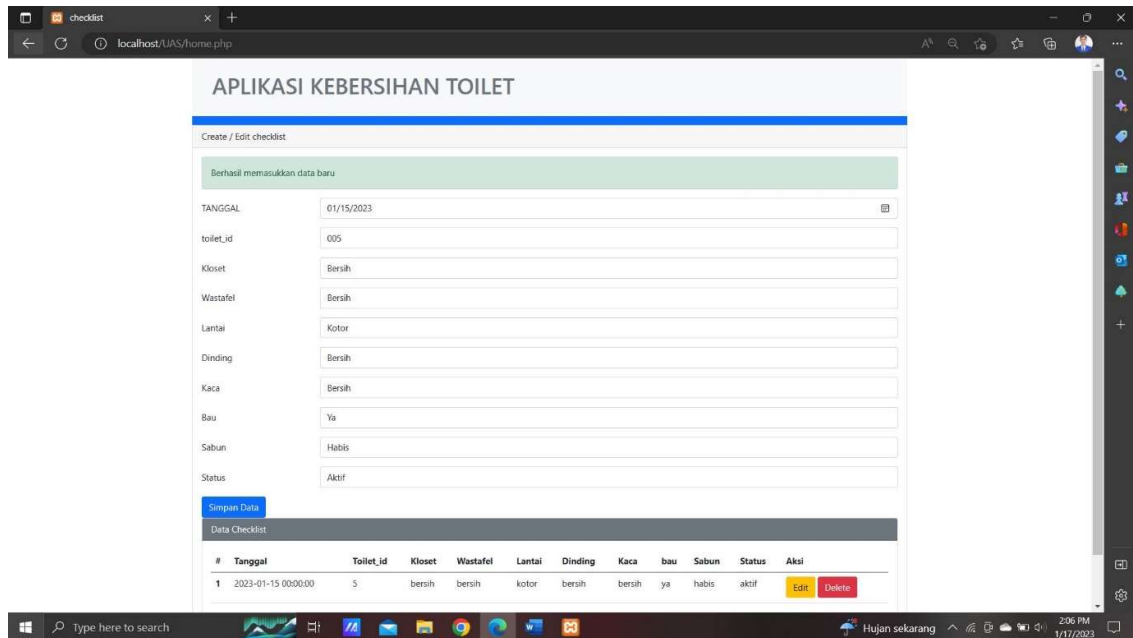 checklist
localhost/UAS/home.php
APLIKASI KEBERSIHAN TOILET
Create / Edit checklist
Berhasil memasukkan data baru
TANGGAL 01/15/2023
toilet_id 005
Kloset Bersih
Wastafel Bersih
Lantai Kotor
Dinding Bersih
Kaca Bersih
Bau Ya
Sabun Habis
Status Aktif
Simpan Data
Data Checklist
# Tanggal Toilet_id Kloset Wastafel Lantai Dinding Kaca bau Sabun Status Aksi
1 2023-01-15 00:00:00 5 bersih bersih kotor bersih bersih ya habis aktif Edit Delete
Type here to search
Hujan sekarang
2:06 PM
1/17/2023